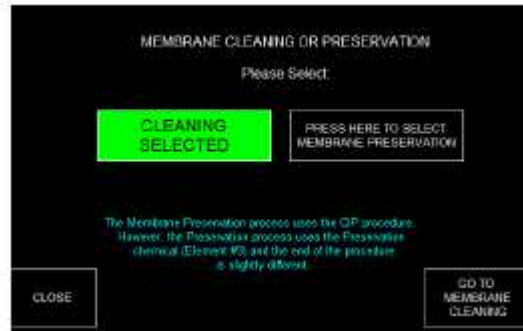 MEMBRANE CLEANING OR PRESERVATION
Please Select:
CLEANING
SELECTED
PRESS HERE TO SELECT
MEMBRANE PRESERVATION
The Membrane Preservation process uses the CIP procedure.
However, the Preservation process uses the Preservation
chemical (Element #3) and the end of the procedure
is slightly different.
CLOSE
GO TO
MEMBRANE
CLEANING